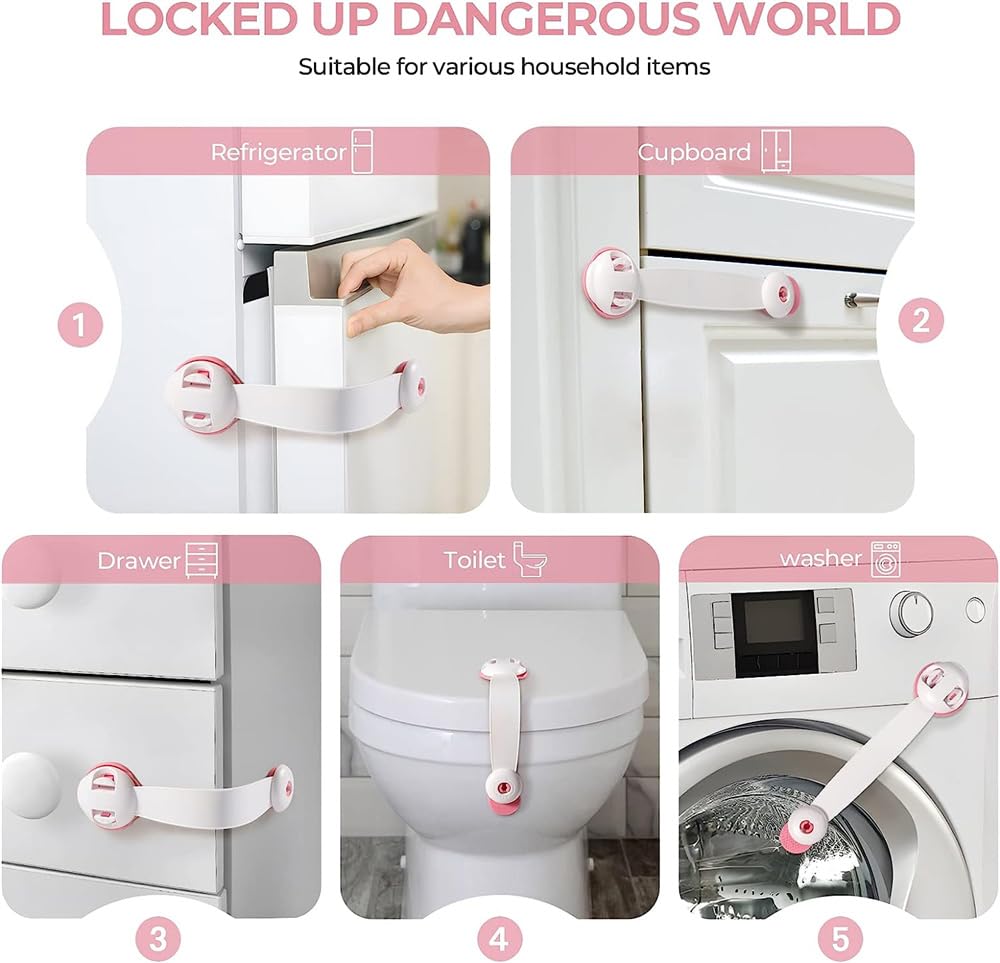 LOCKED UP DANGEROUS WORLD
Suitable for various household items
Refrigerator
Cupboard
1
2
Drawer
Toilet
washer
3
4
5